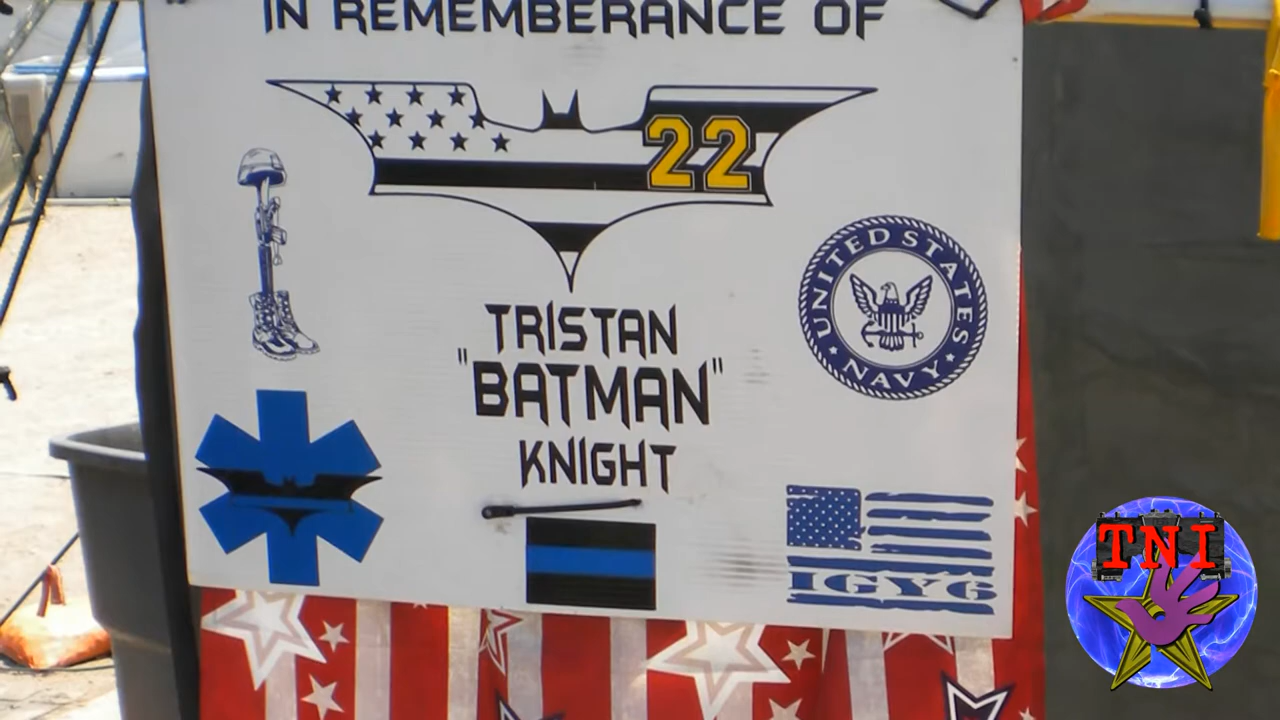 IN REMEMBERANCE OF
22
TRISTAN
"BATMAN"
KNIGHT
UNITED STATES
NAVY
IGY6
TNI